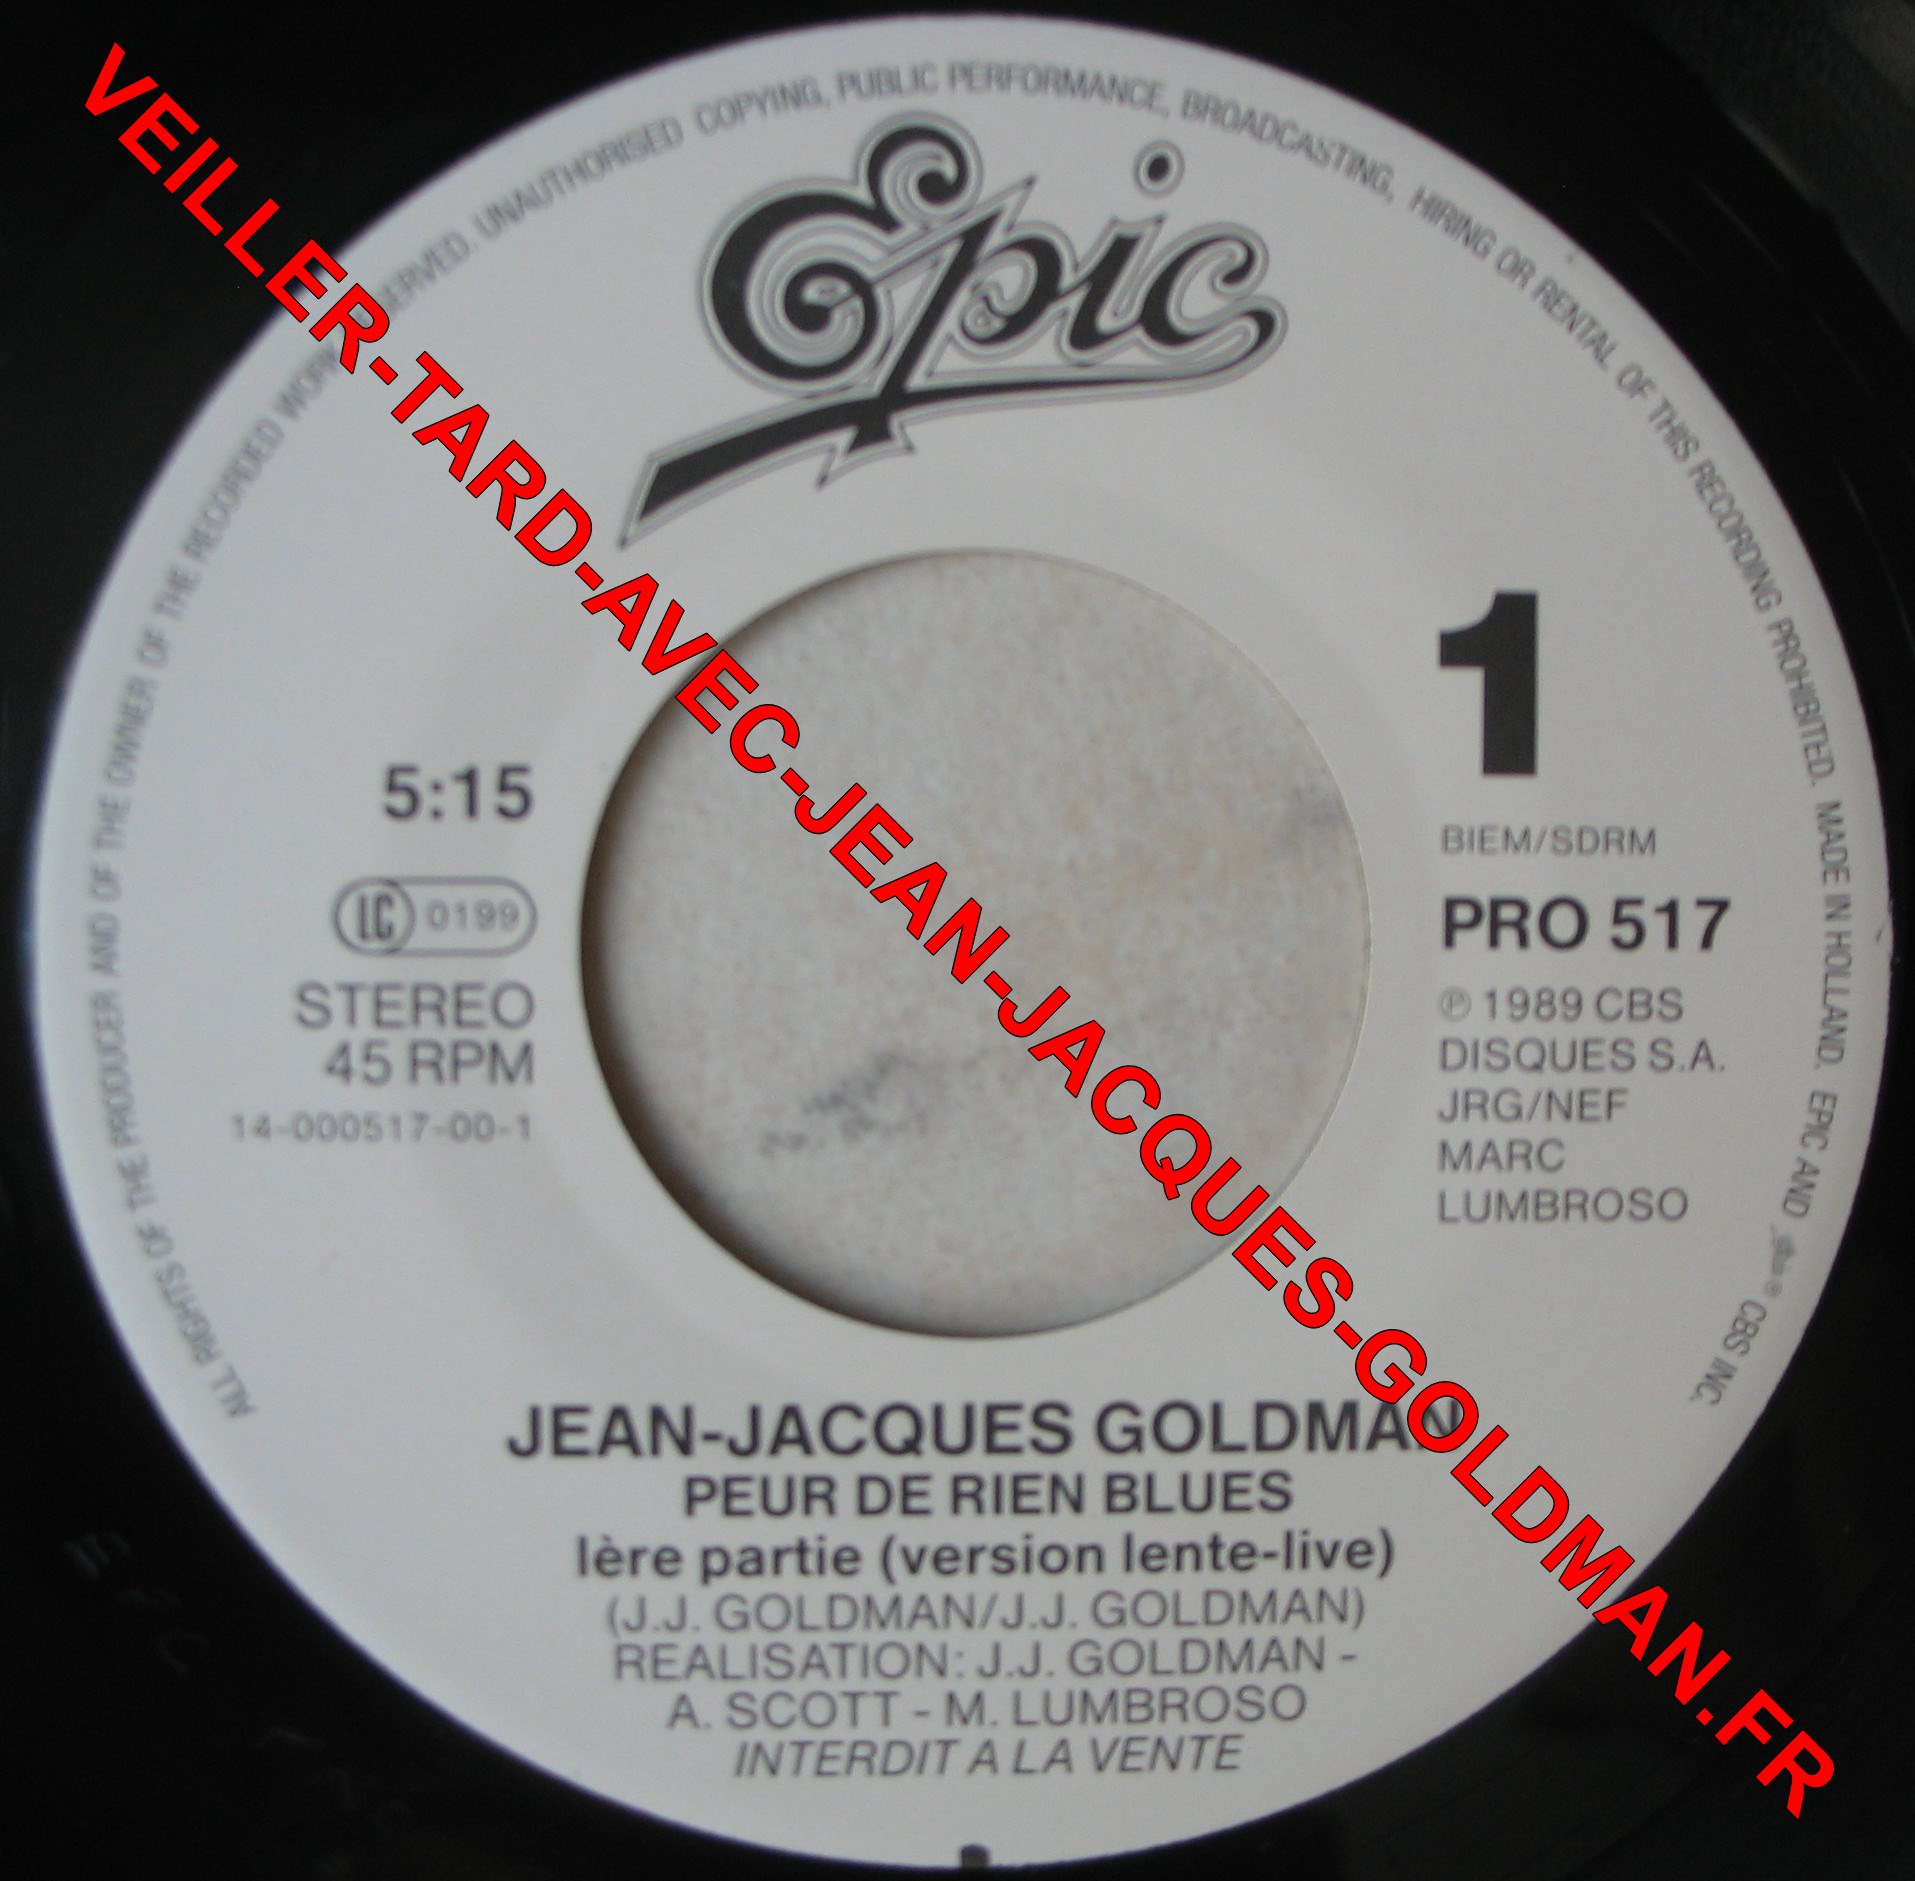 ALL RIGHTS OF THE PRODUCER AND OF THE OWNER OF THE RECORDED WORK SERVED. UNAUTHORISED COPYING, PUBLIC PERFORMANCE, BROADCASTING, HIRING OR RENTAL OF THIS RECORDING PROHIBITED. MADE IN HOLLAND. EPIC AND CBS INC.
Epic
VEILLER-TARD-AVEC-JEAN-JACQUES-GOLDMAN.FR
1
5:15
LC 0199
STEREO
45 RPM
14-000517-00-1
BIEM/SDRM
PRO 517
℗ 1989 CBS
DISQUES S.A.
JRG/NEF
MARC
LUMBROSO
JEAN-JACQUES GOLDMAN
PEUR DE RIEN BLUES
Ière partie (version lente-live)
(J.J. GOLDMAN/J.J. GOLDMAN)
REALISATION: J.J. GOLDMAN -
A. SCOTT - M. LUMBROSO
INTERDIT A LA VENTE